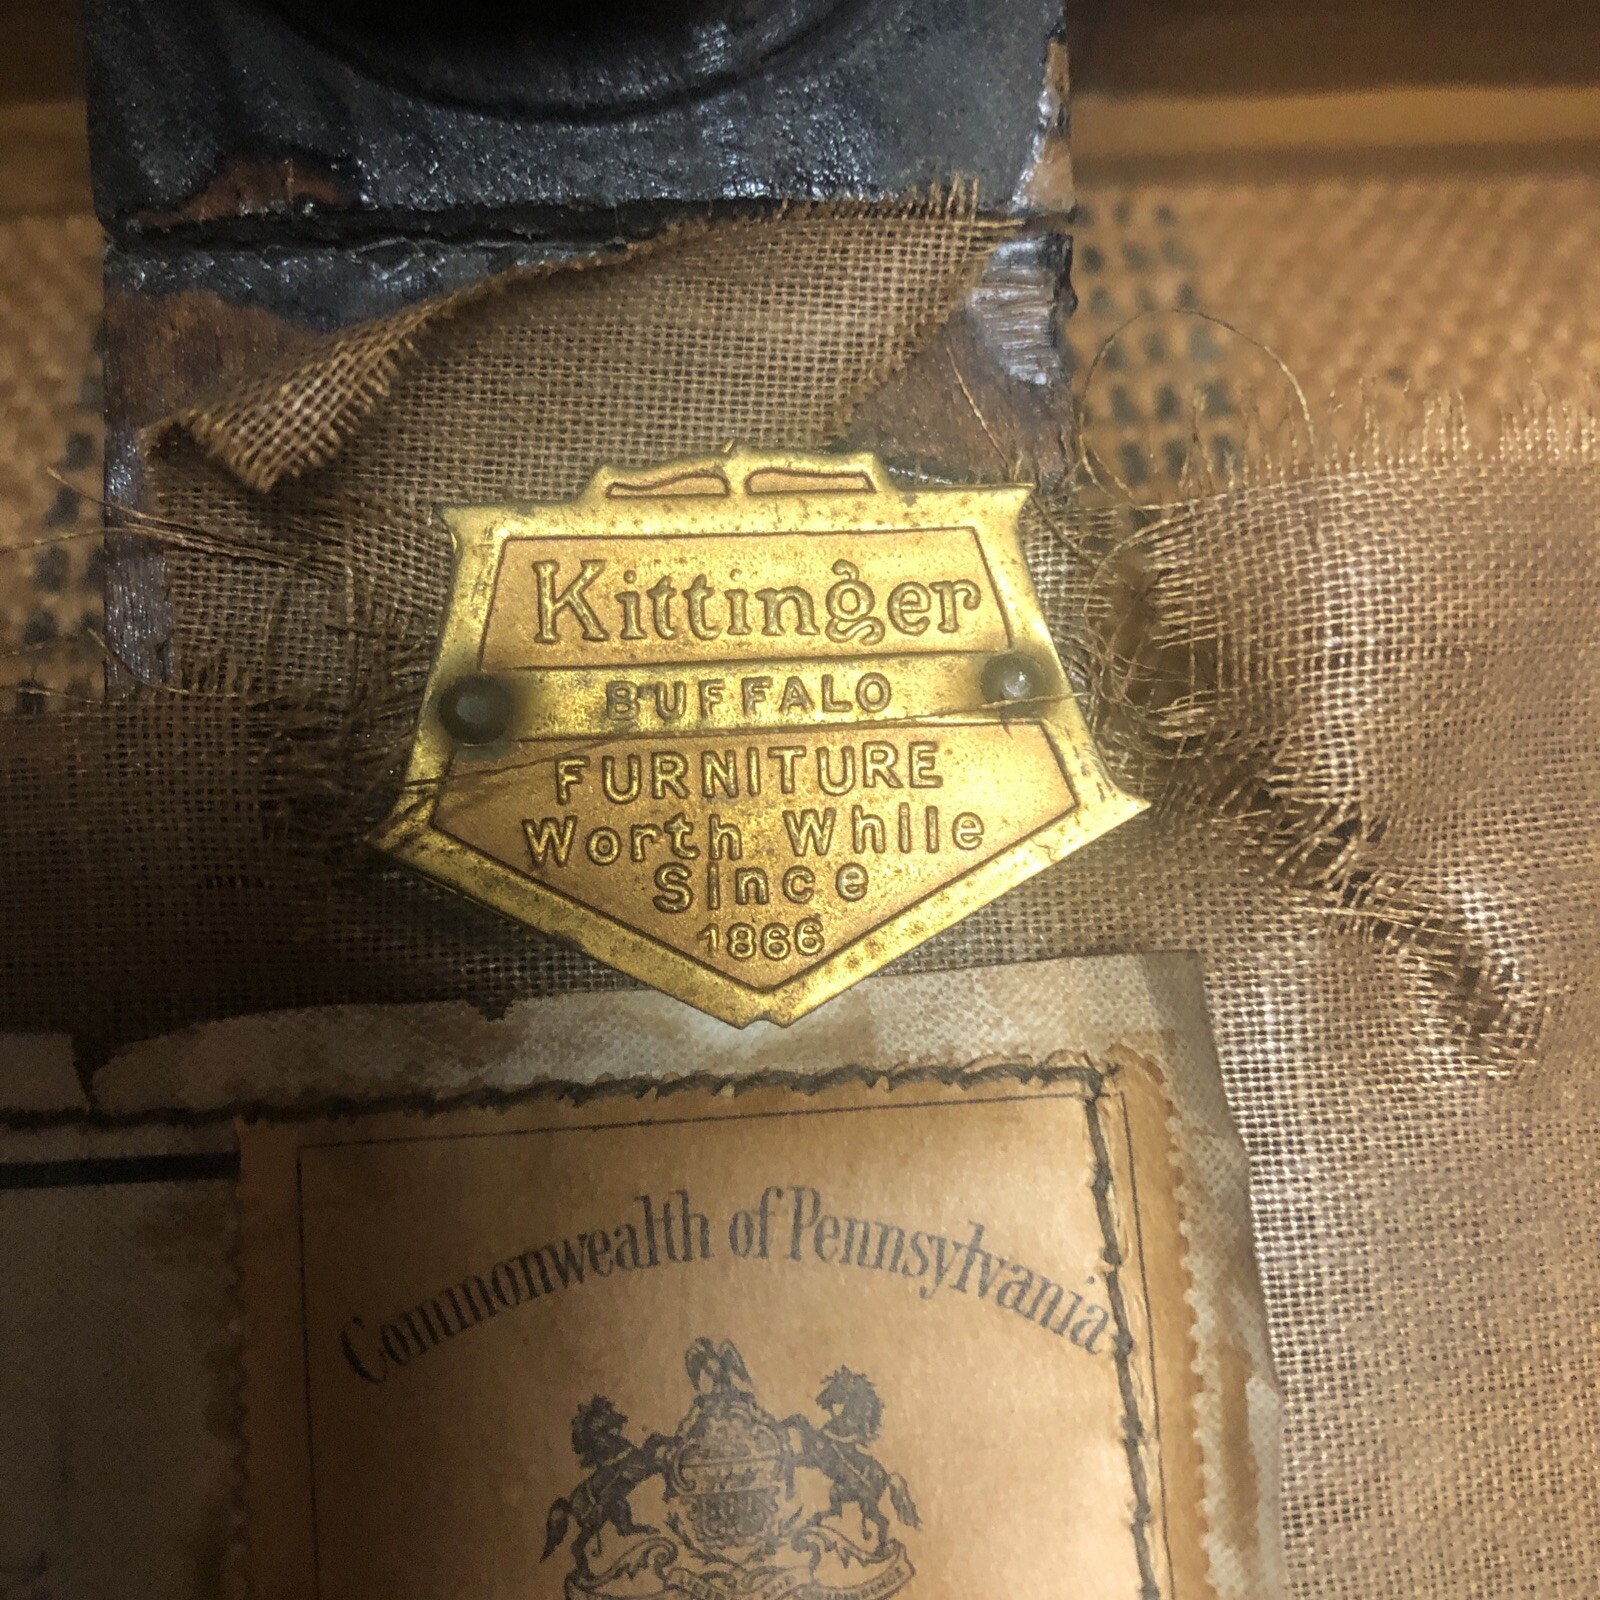 Kittinger
BUFFALO
FURNITURE
Worth While
Since
1866
Commonwealth of Pennsylvania